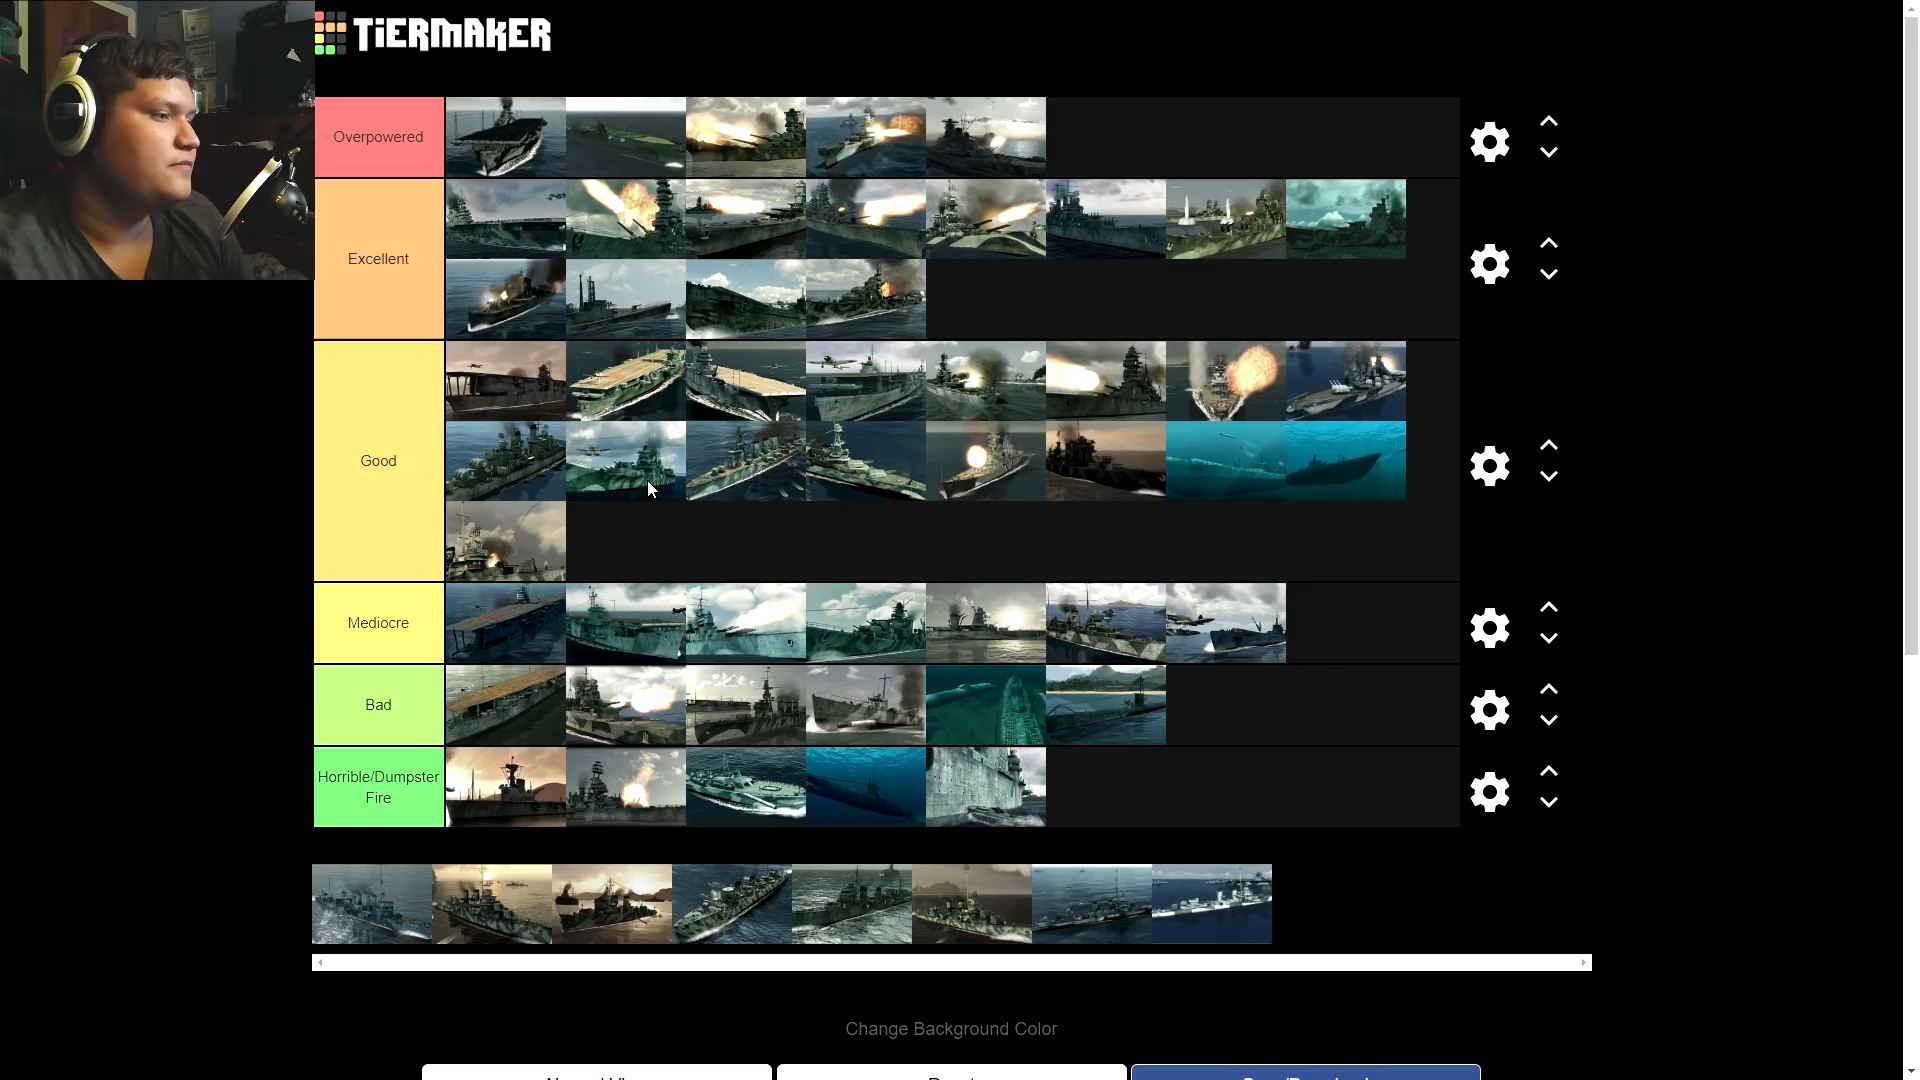 TIERMAKER
Overpowered
Excellent
Good
Mediocre
Bad
Horrible/Dumpster
Fire
Change Background Color